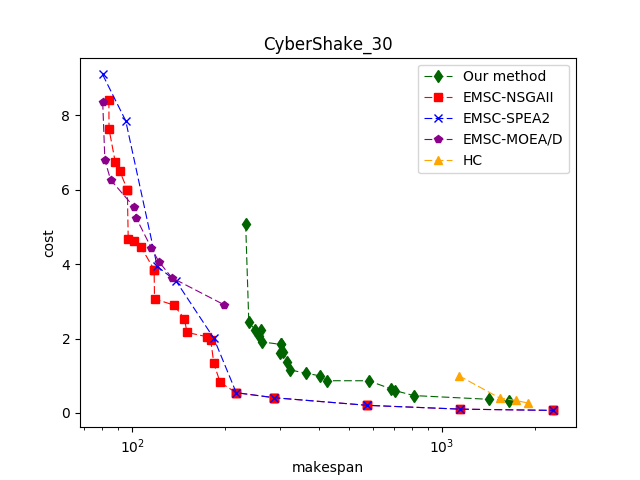 CyberShake_30
Our method
EMSC-NSGAII
EMSC-SPEA2
EMSC-MOEA/D
HC
8
6
4
2
0
cost
10²
10³
makespan